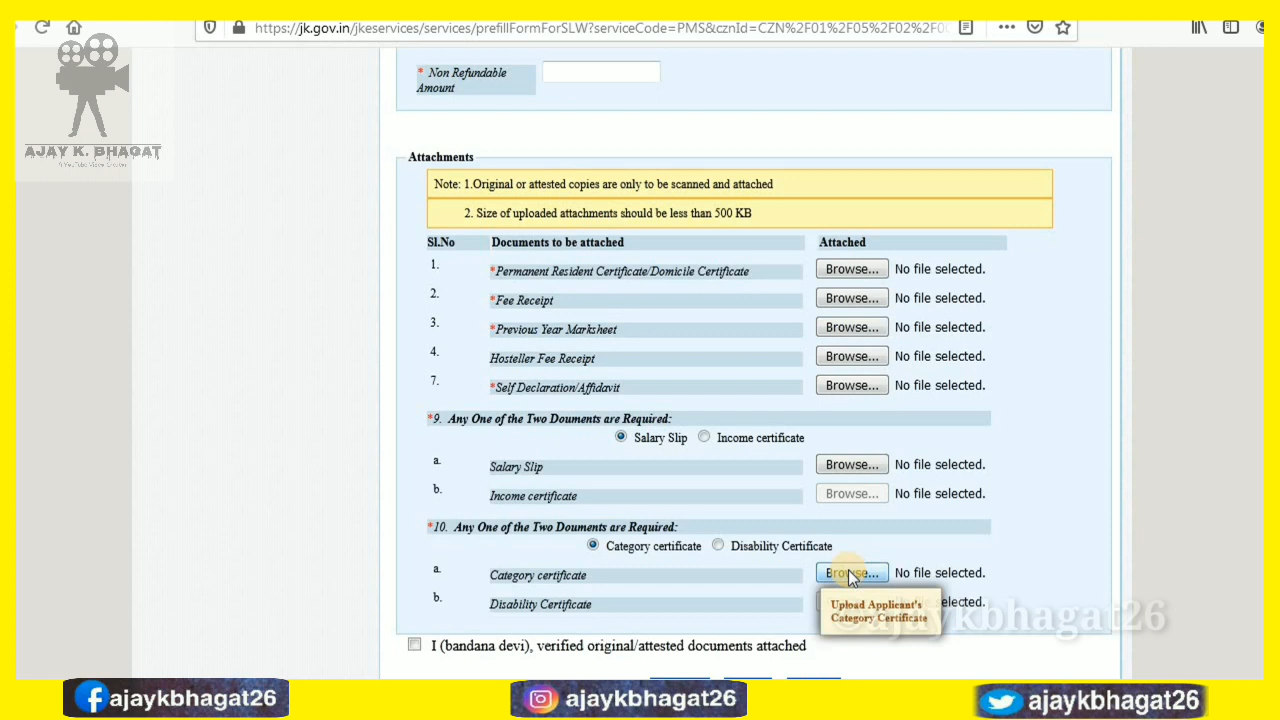 https://jk.gov.in/jkeservices/services/prefillFormForSLW?serviceCode=PMS&cznId=CZN%2F01%2F05%2F02%2F0
* Non Refundable
Amount
AJAY K. BHAGAT
A YouTube Video Creator
Attachments
Note: 1.Original or attested copies are only to be scanned and attached
2. Size of uploaded attachments should be less than 500 KB
Sl.No Documents to be attached Attached
1. *Permanent Resident Certificate/Domicile Certificate Browse... No file selected.
2. *Fee Receipt Browse... No file selected.
3. *Previous Year Marksheet Browse... No file selected.
4. Hosteller Fee Receipt Browse... No file selected.
7. *Self Declaration/Affidavit Browse... No file selected.
*9. Any One of the Two Douments are Required:
Salary Slip Income certificate
a. Salary Slip Browse... No file selected.
b. Income certificate Browse... No file selected.
*10. Any One of the Two Douments are Required:
Category certificate Disability Certificate
a. Category certificate Browse... No file selected.
b. Disability Certificate elected.
Upload Applicant's
Category Certificate
@ajaykbhagat26
I (bandana devi), verified original/attested documents attached
ajaykbhagat26 ajaykbhagat26 ajaykbhagat26